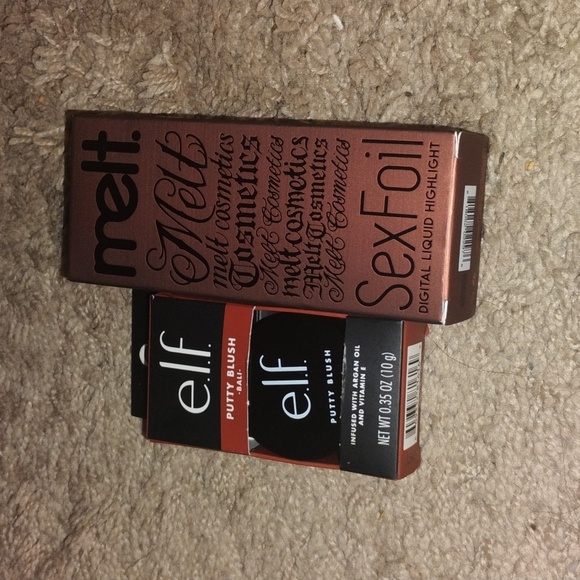 melt.
Melt
melt cosmetics
Cosmetics
Melt Cosmetics
melt cosmetics
Melt Cosmetics
Melt Cosmetics
SexFoil
DIGITAL LIQUID HIGHLIGHT
e.l.f.
PUTTY BLUSH
-BALI-
e.l.f.
PUTTY BLUSH
INFUSED WITH ARGAN OIL
AND VITAMIN E
NET WT 0.35 OZ (10 g)